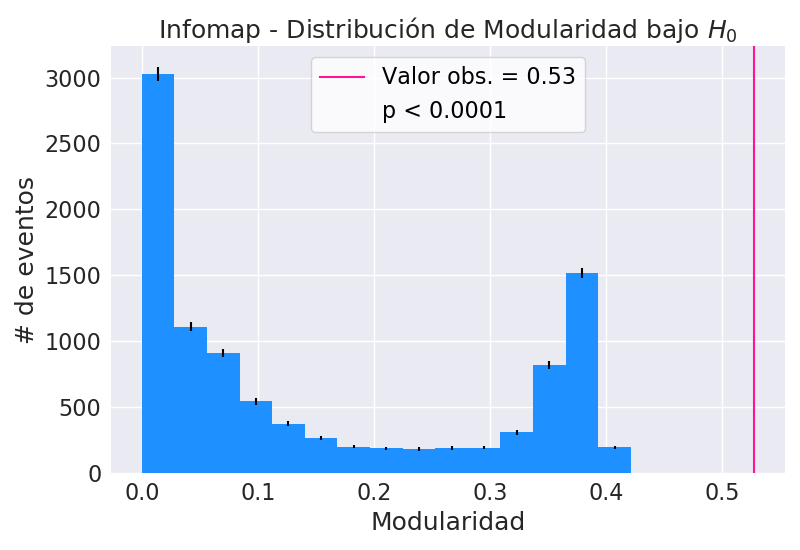 Infomap - Distribución de Modularidad bajo H₀
Valor obs. = 0.53
p < 0.0001
# de eventos
3000
2500
2000
1500
1000
500
0
0.0 0.1 0.2 0.3 0.4 0.5
Modularidad